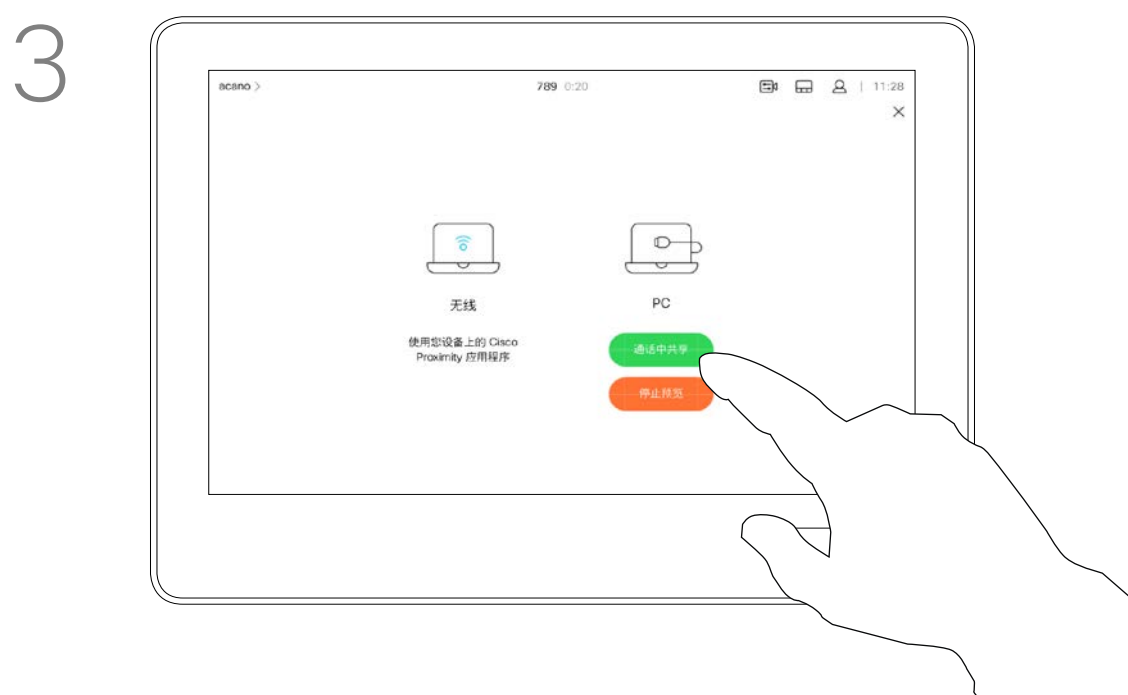 3
acano >
789 0:20
11:28
无线
PC
使用您设备上的 Cisco
Proximity 应用程序
通话中共享
停止预览